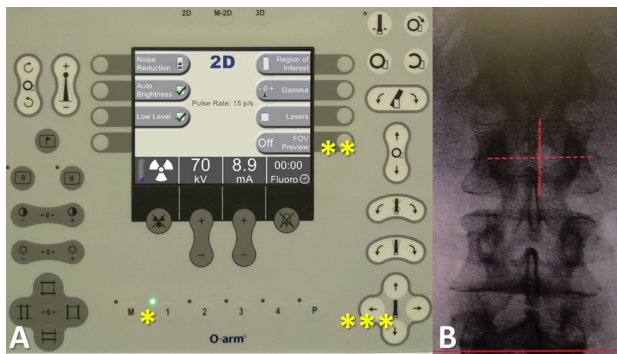 2D M-2D 3D
Noise
Reduction
2D
Region of
Interest
Auto
Brightness
- 0 +
Gamma
Pulse Rate: 15 p/s
Low Level
Lasers
Off
FOV
Preview
**
70
kV
8.9
mA
00:00
Fluoro
+ +
- -
M 1 2 3 4 P
*
***
O-arm®
A
B